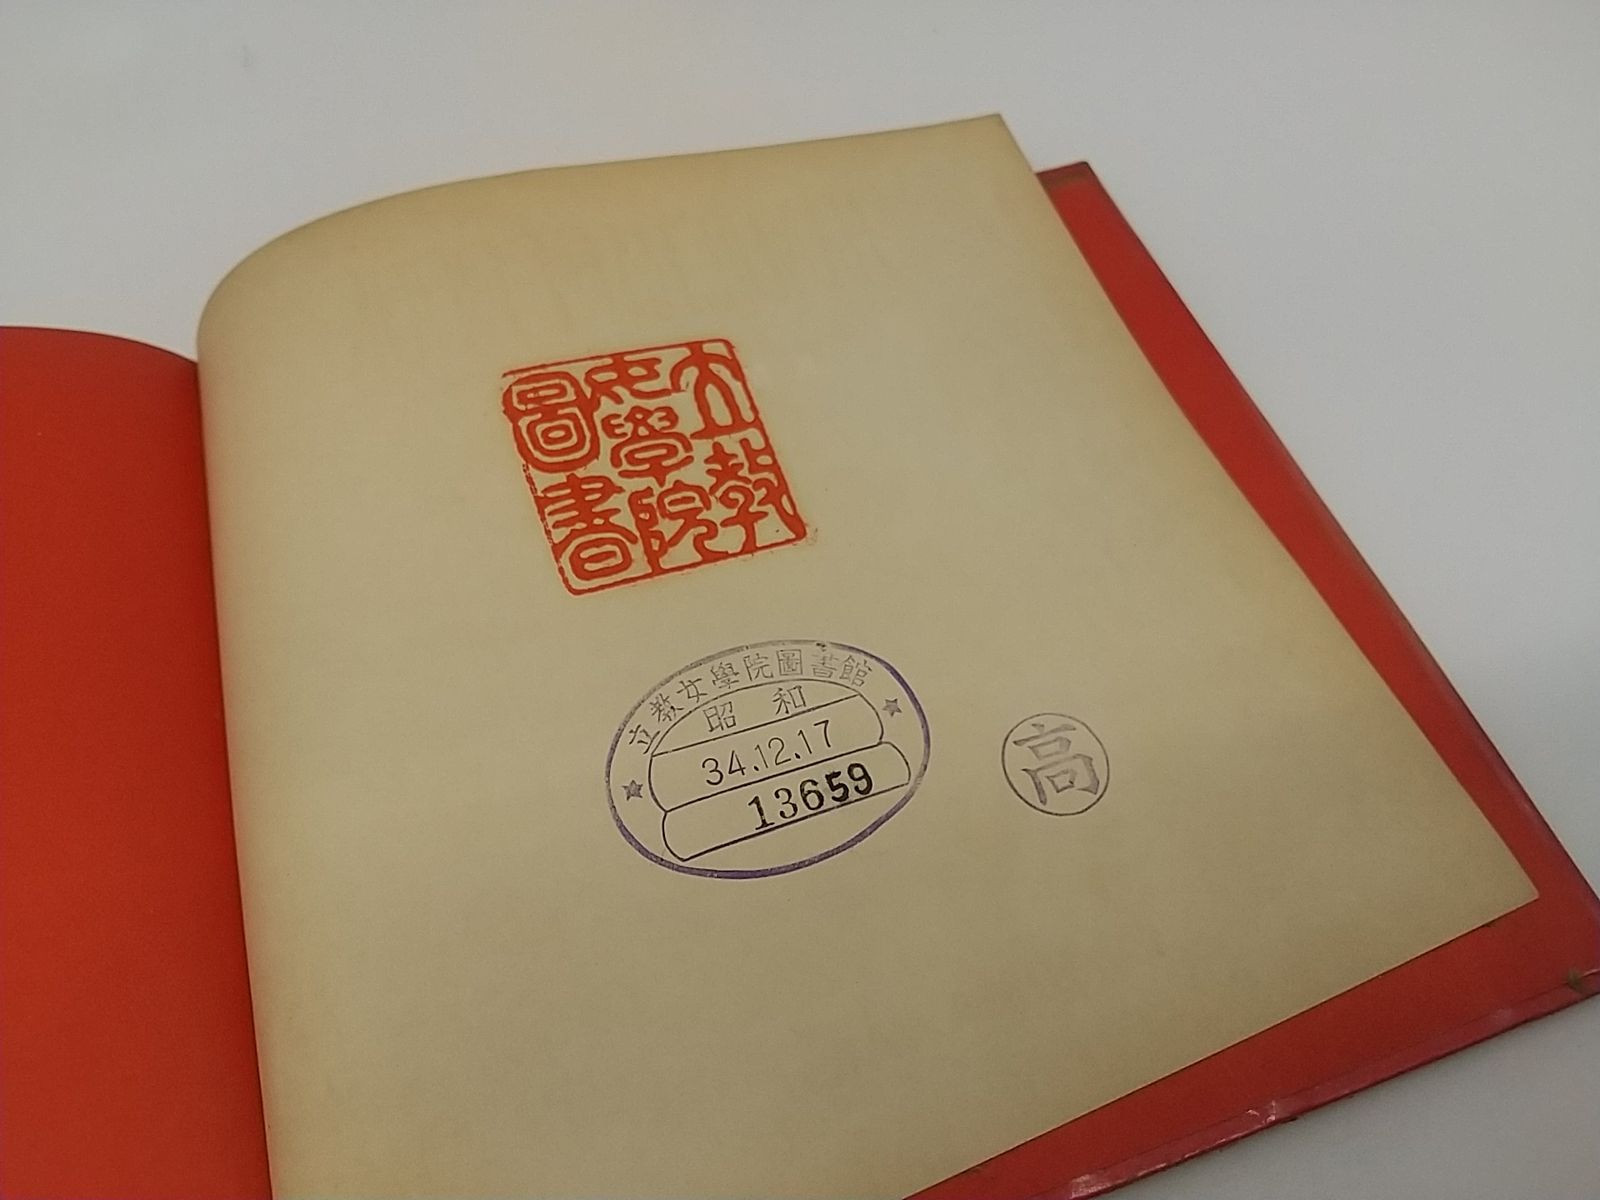 立教
女學院
圖書
立教女學院圖書館
昭和
34.12.17
13659
高